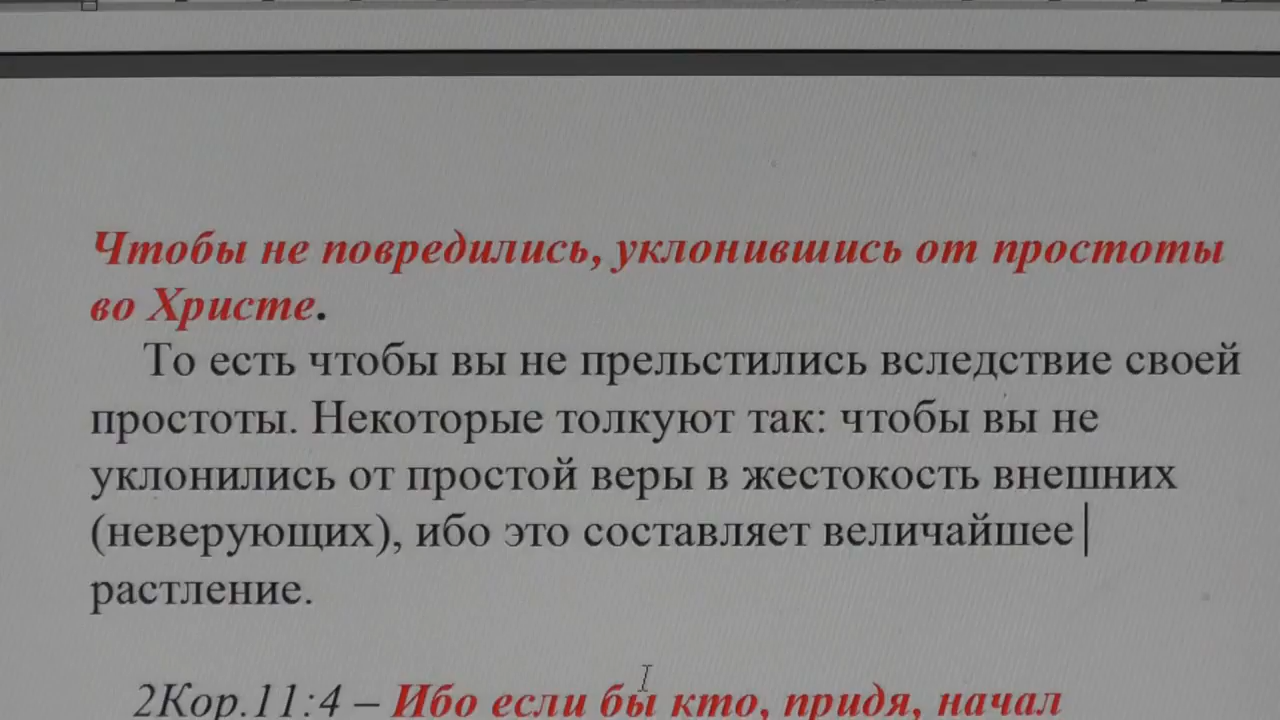 Чтобы не повредились, уклонившись от простоты
во Христе.
То есть чтобы вы не прельстились вследствие своей
простоты. Некоторые толкуют так: чтобы вы не
уклонились от простой веры в жестокость внешних
(неверующих), ибо это составляет величайшее
растление.
2Кор.11:4 – Ибо если бы кто, придя, начал